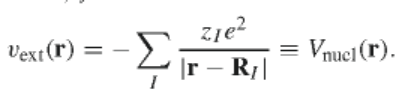 v_ext(𝐫) = − ∑_I z_I e² / |𝐫 − 𝐑_I| ≡ V_nucl(𝐫).